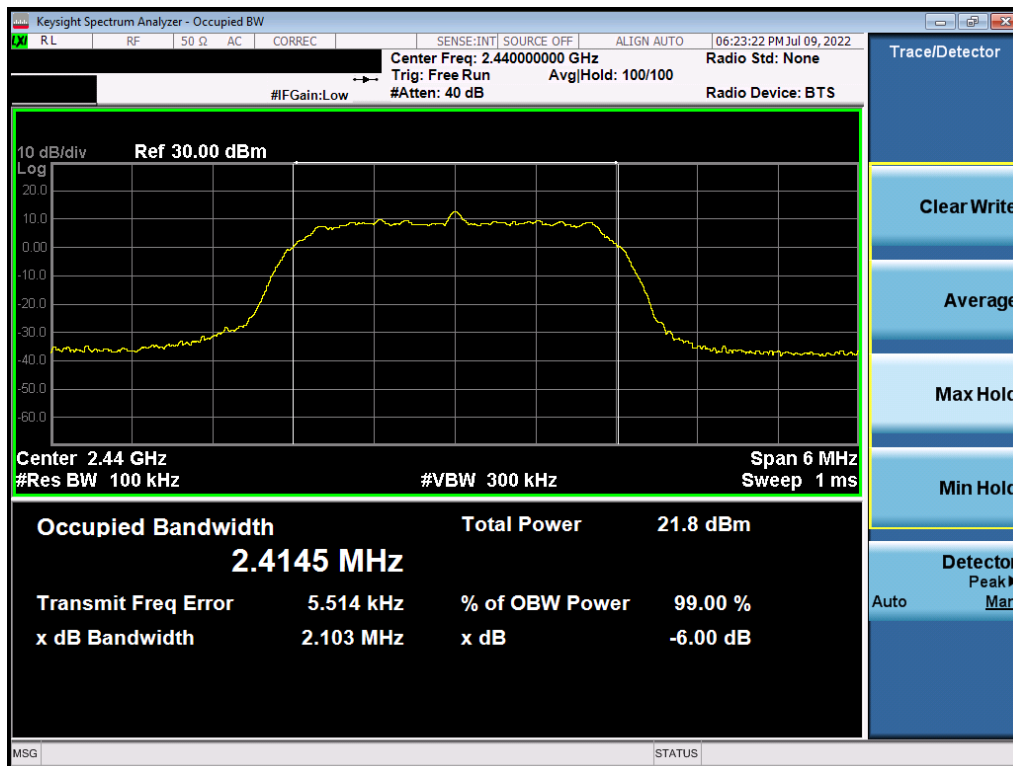 Keysight Spectrum Analyzer - Occupied BW
LXI RL RF 50 Ω AC CORREC SENSE:INT SOURCE OFF ALIGN AUTO 06:23:22 PM Jul 09, 2022
Center Freq: 2.440000000 GHz Radio Std: None
Trig: Free Run Avg|Hold: 100/100
#IFGain:Low #Atten: 40 dB Radio Device: BTS
Trace/Detector
10 dB/div Ref 30.00 dBm
Log
20.0
10.0
0.00
-10.0
-20.0
-30.0
-40.0
-50.0
-60.0
Center 2.44 GHz Span 6 MHz
#Res BW 100 kHz #VBW 300 kHz Sweep 1 ms
Occupied Bandwidth Total Power 21.8 dBm
2.4145 MHz
Transmit Freq Error 5.514 kHz % of OBW Power 99.00 %
x dB Bandwidth 2.103 MHz x dB -6.00 dB
Clear Write
Average
Max Hold
Min Hold
Detector
Peak▶
Auto Man
MSG STATUS